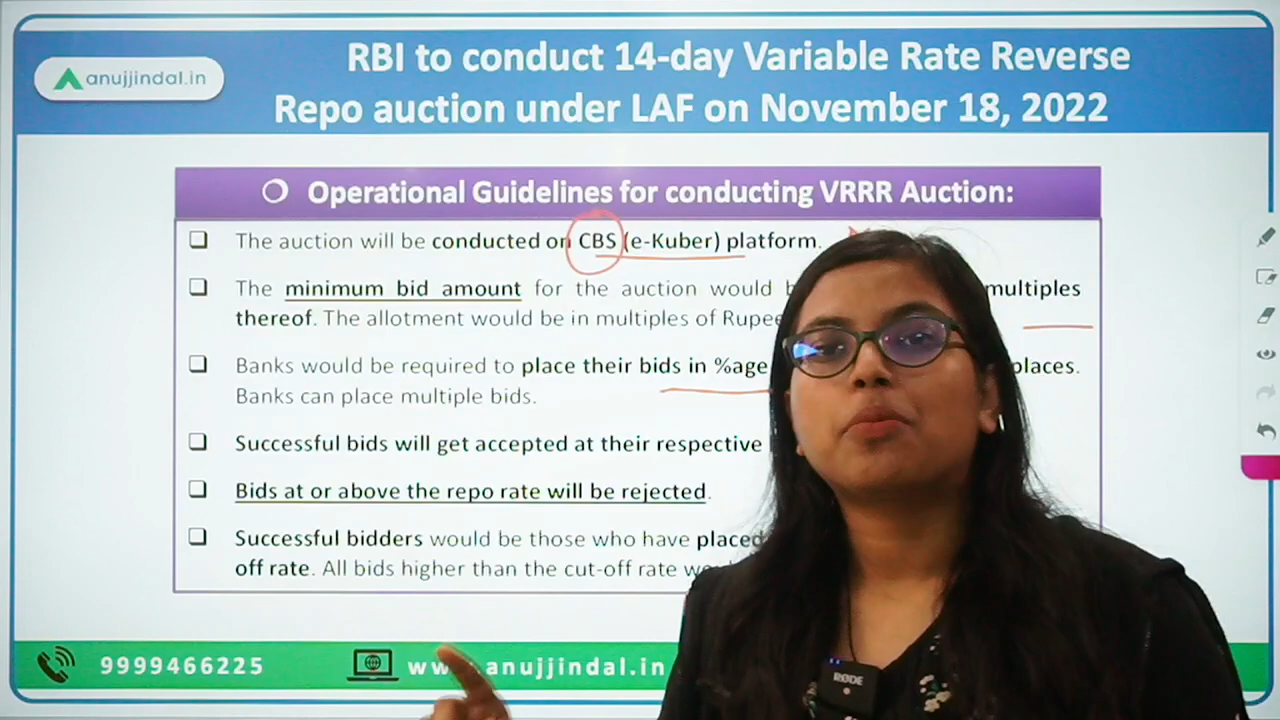 anujjindal.in
RBI to conduct 14-day Variable Rate Reverse
Repo auction under LAF on November 18, 2022
Operational Guidelines for conducting VRRR Auction:
The auction will be conducted on CBS (e-Kuber) platform.
The minimum bid amount for the auction would multiples
thereof. The allotment would be in multiples of
Banks would be required to place their bids in %age places.
Banks can place multiple bids.
Successful bids will get accepted at their respective
Bids at or above the repo rate will be rejected.
Successful bidders would be those who have placed
off rate. All bids higher than the cut-off rate
9999466225
anujjindal.in
RØDE